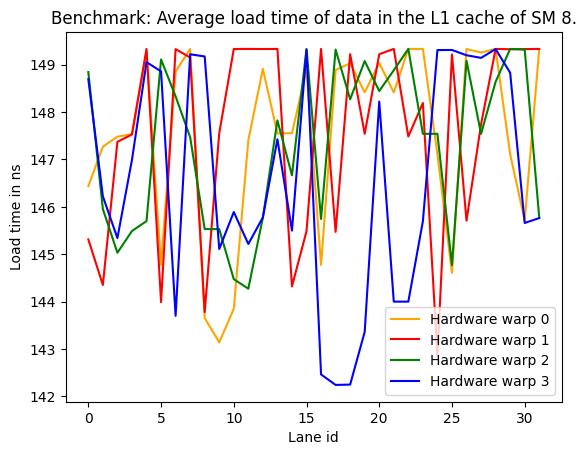 Benchmark: Average load time of data in the L1 cache of SM 8.
149
148
147
146
145
144
143
142
Load time in ns
Hardware warp 0
Hardware warp 1
Hardware warp 2
Hardware warp 3
0 5 10 15 20 25 30
Lane id